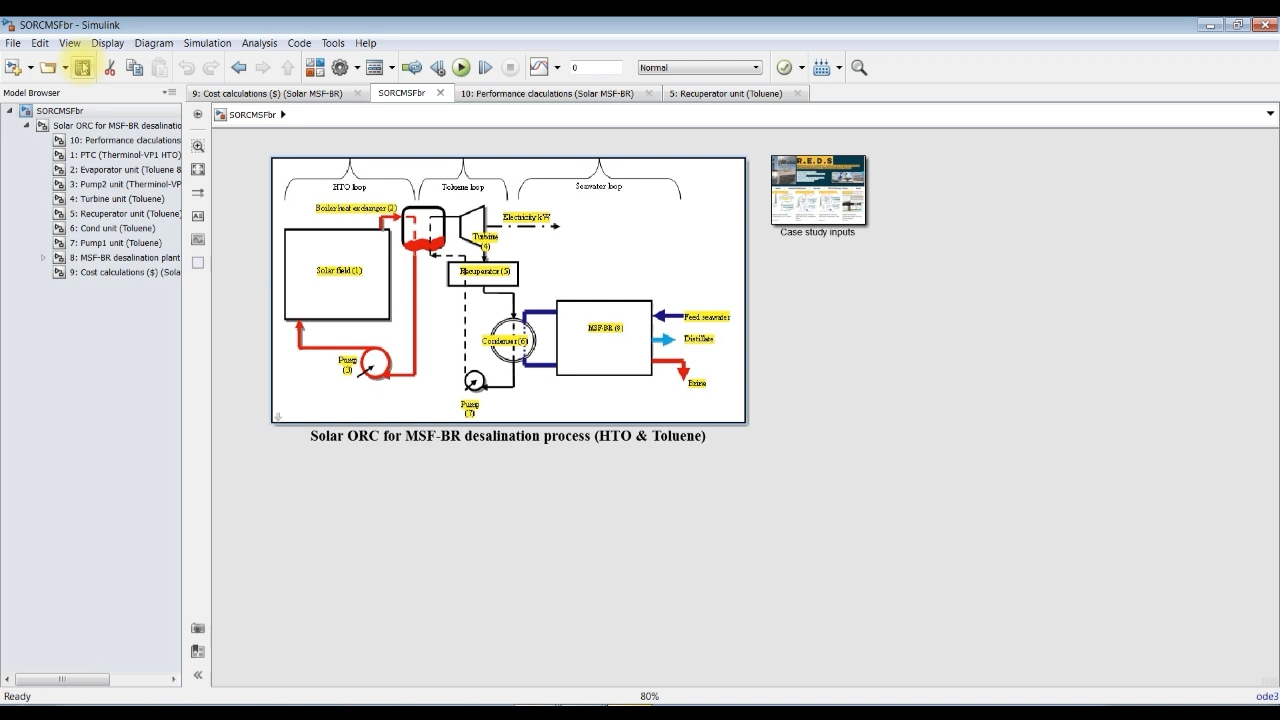 SORCMSFbr - Simulink
File Edit View Display Diagram Simulation Analysis Code Tools Help
0
Normal
Model Browser
9: Cost calculations ($) (Solar MSF-BR)
SORCMSFbr
10: Performance claculations (Solar MSF-BR)
5: Recuperator unit (Toluene)
SORCMSFbr
Solar ORC for MSF-BR desalinatio
10: Performance claculations
1: PTC (Therminol-VP1 HTO)
2: Evaporator unit (Toluene &
3: Pump2 unit (Therminol-VP
Turbine unit (Toluene)
5: Recuperator unit (Toluene)
6: Cond unit (Toluene)
7: Pump1 unit (Toluene)
8: MSF-BR desalination plant
9: Cost calculation ($) (Sola
SORCMSFbr
HTO loop
Toluene loop
Seawater loop
Boiler heat exchanger (2)
Electricity kW
Turbine
(4)
Solar field (1)
Recuperator (5)
Feed seawater
MSF-BR (8)
Condenser (6)
Distillate
Pump
(3)
Brine
Pump
(7)
Solar ORC for MSF-BR desalination process (HTO & Toluene)
R.E.D.S
Case study inputs
Ready
80%
ode3